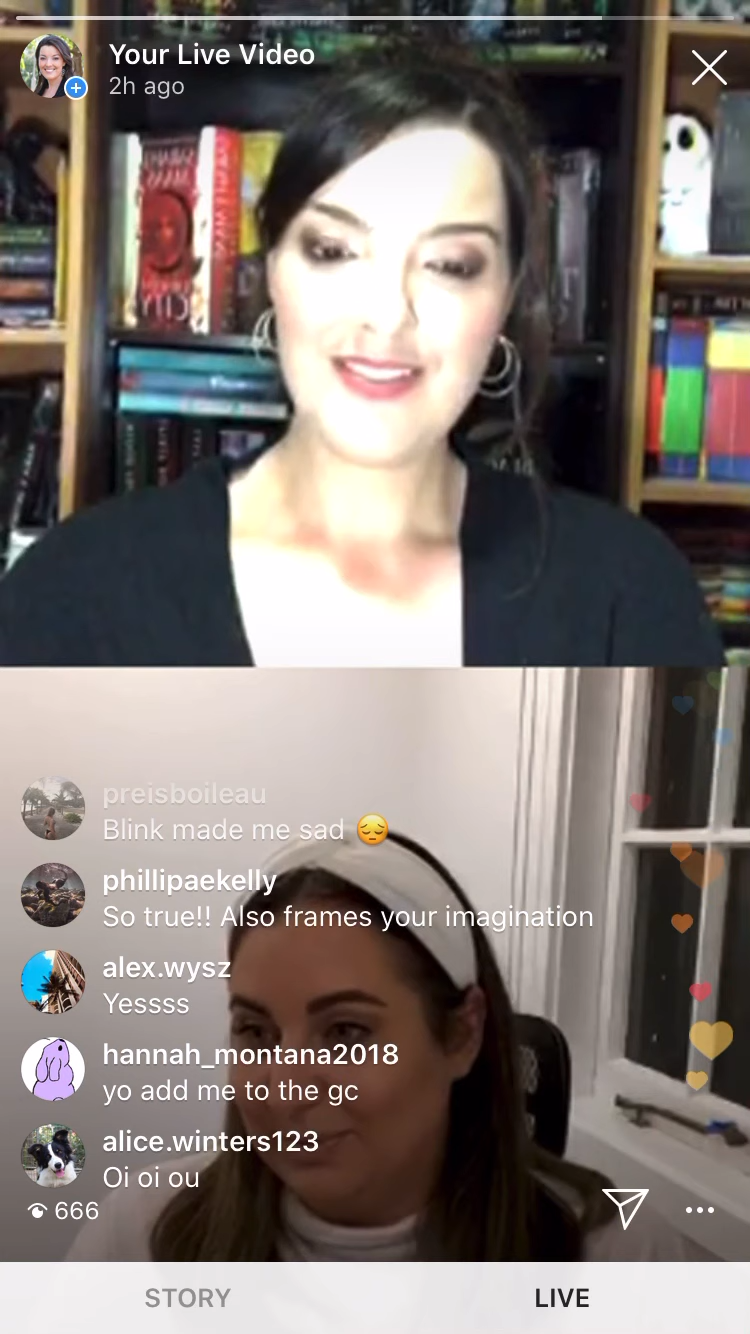 Your Live Video
2h ago
CITY
preisboileau
Blink made me sad 😔
phillipaekelly
So true!! Also frames your imagination
alex.wysz
Yessss
hannah_montana2018
yo add me to the gc
alice.winters123
Oi oi ou
666
STORY
LIVE